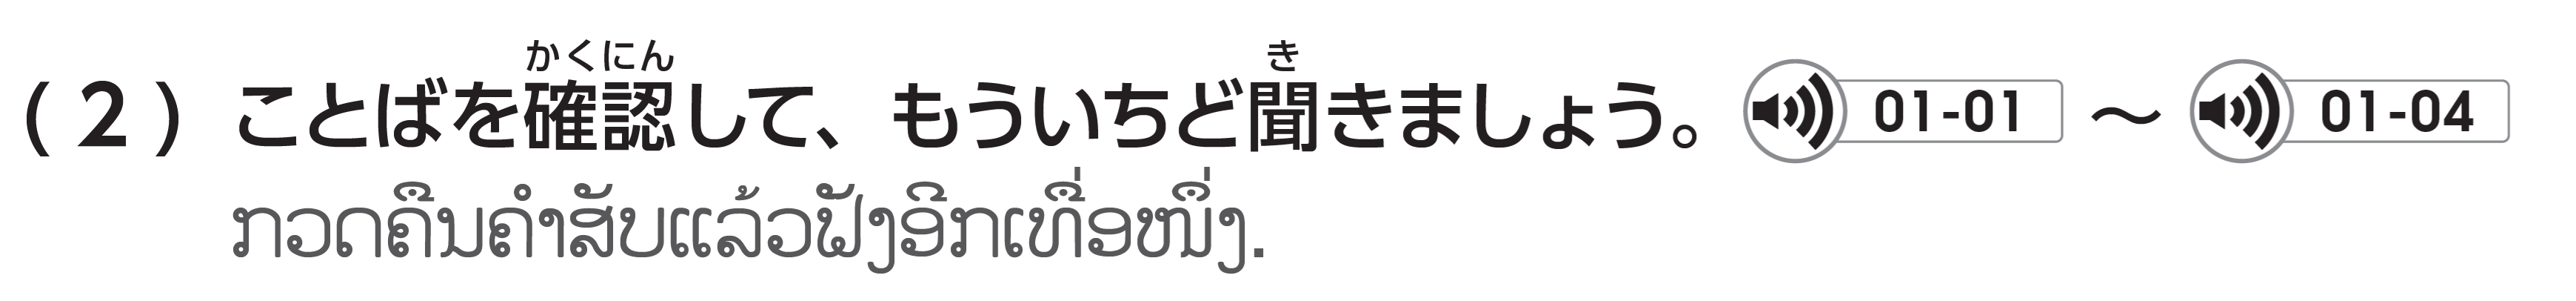 (2) ことばを確認して、もういちど聞きましょう。 01-01 ～ 01-04
かくにん き
ກວດຄືນຄຳສັບແລ້ວຟັງອີກເທື່ອໜຶ່ງ.